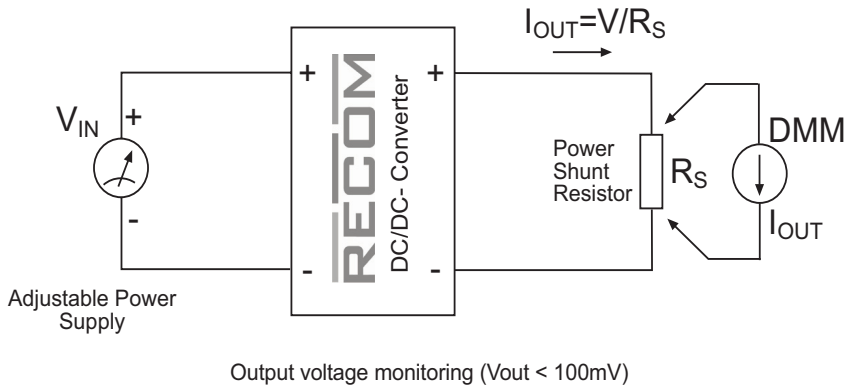 I_OUT=V/R_S
V_IN
+
-
+
-
RECOM
DC/DC- Converter
+
-
Power
Shunt
Resistor
R_S
DMM
I_OUT
Adjustable Power
Supply
Output voltage monitoring (Vout < 100mV)